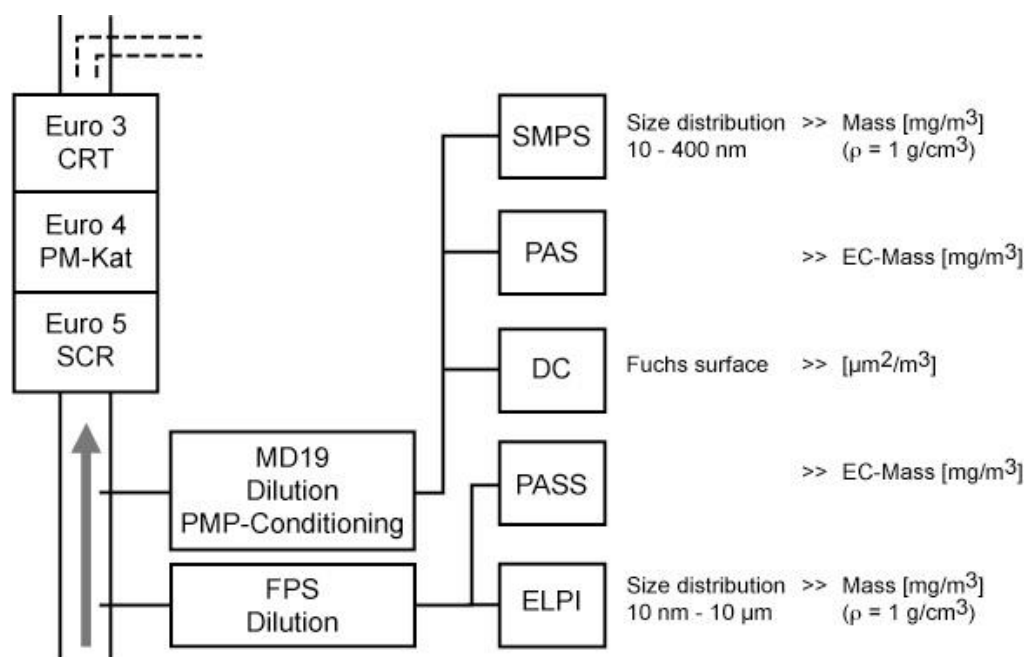 Euro 3
CRT
Euro 4
PM-Kat
Euro 5
SCR
MD19
Dilution
PMP-Conditioning
FPS
Dilution
SMPS
Size distribution >> Mass [mg/m³]
10 - 400 nm (ρ = 1 g/cm³)
PAS
>> EC-Mass [mg/m³]
DC
Fuchs surface >> [µm²/m³]
PASS
>> EC-Mass [mg/m³]
ELPI
Size distribution >> Mass [mg/m³]
10 nm - 10 µm (ρ = 1 g/cm³)